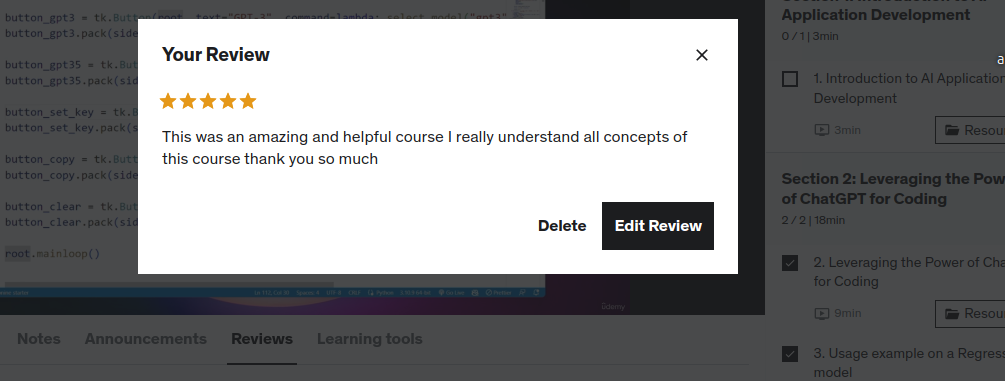 button_gpt3 = tk.Button(root, text="GPT-3", command=lambda: select_model("gpt3"
button_gpt3.pack(side
button_gpt35 = tk.But
button_gpt35.pack(sid
button_set_key = tk.B
button_set_key.pack(s
button_copy = tk.Butt
button_copy.pack(side
button_clear = tk.But
button_clear.pack(sid
root.mainloop()
Your Review
This was an amazing and helpful course I really understand all concepts of
this course thank you so much
Delete
Edit Review
ûdemy
Notes
Announcements
Reviews
Learning tools
Application Development
0 / 1 | 3min
1. Introduction to AI Application
Development
3min
Resou
Section 2: Leveraging the Pow
of ChatGPT for Coding
2 / 2 | 18min
2. Leveraging the Power of Cha
for Coding
9min
Resou
3. Usage example on a Regress
model